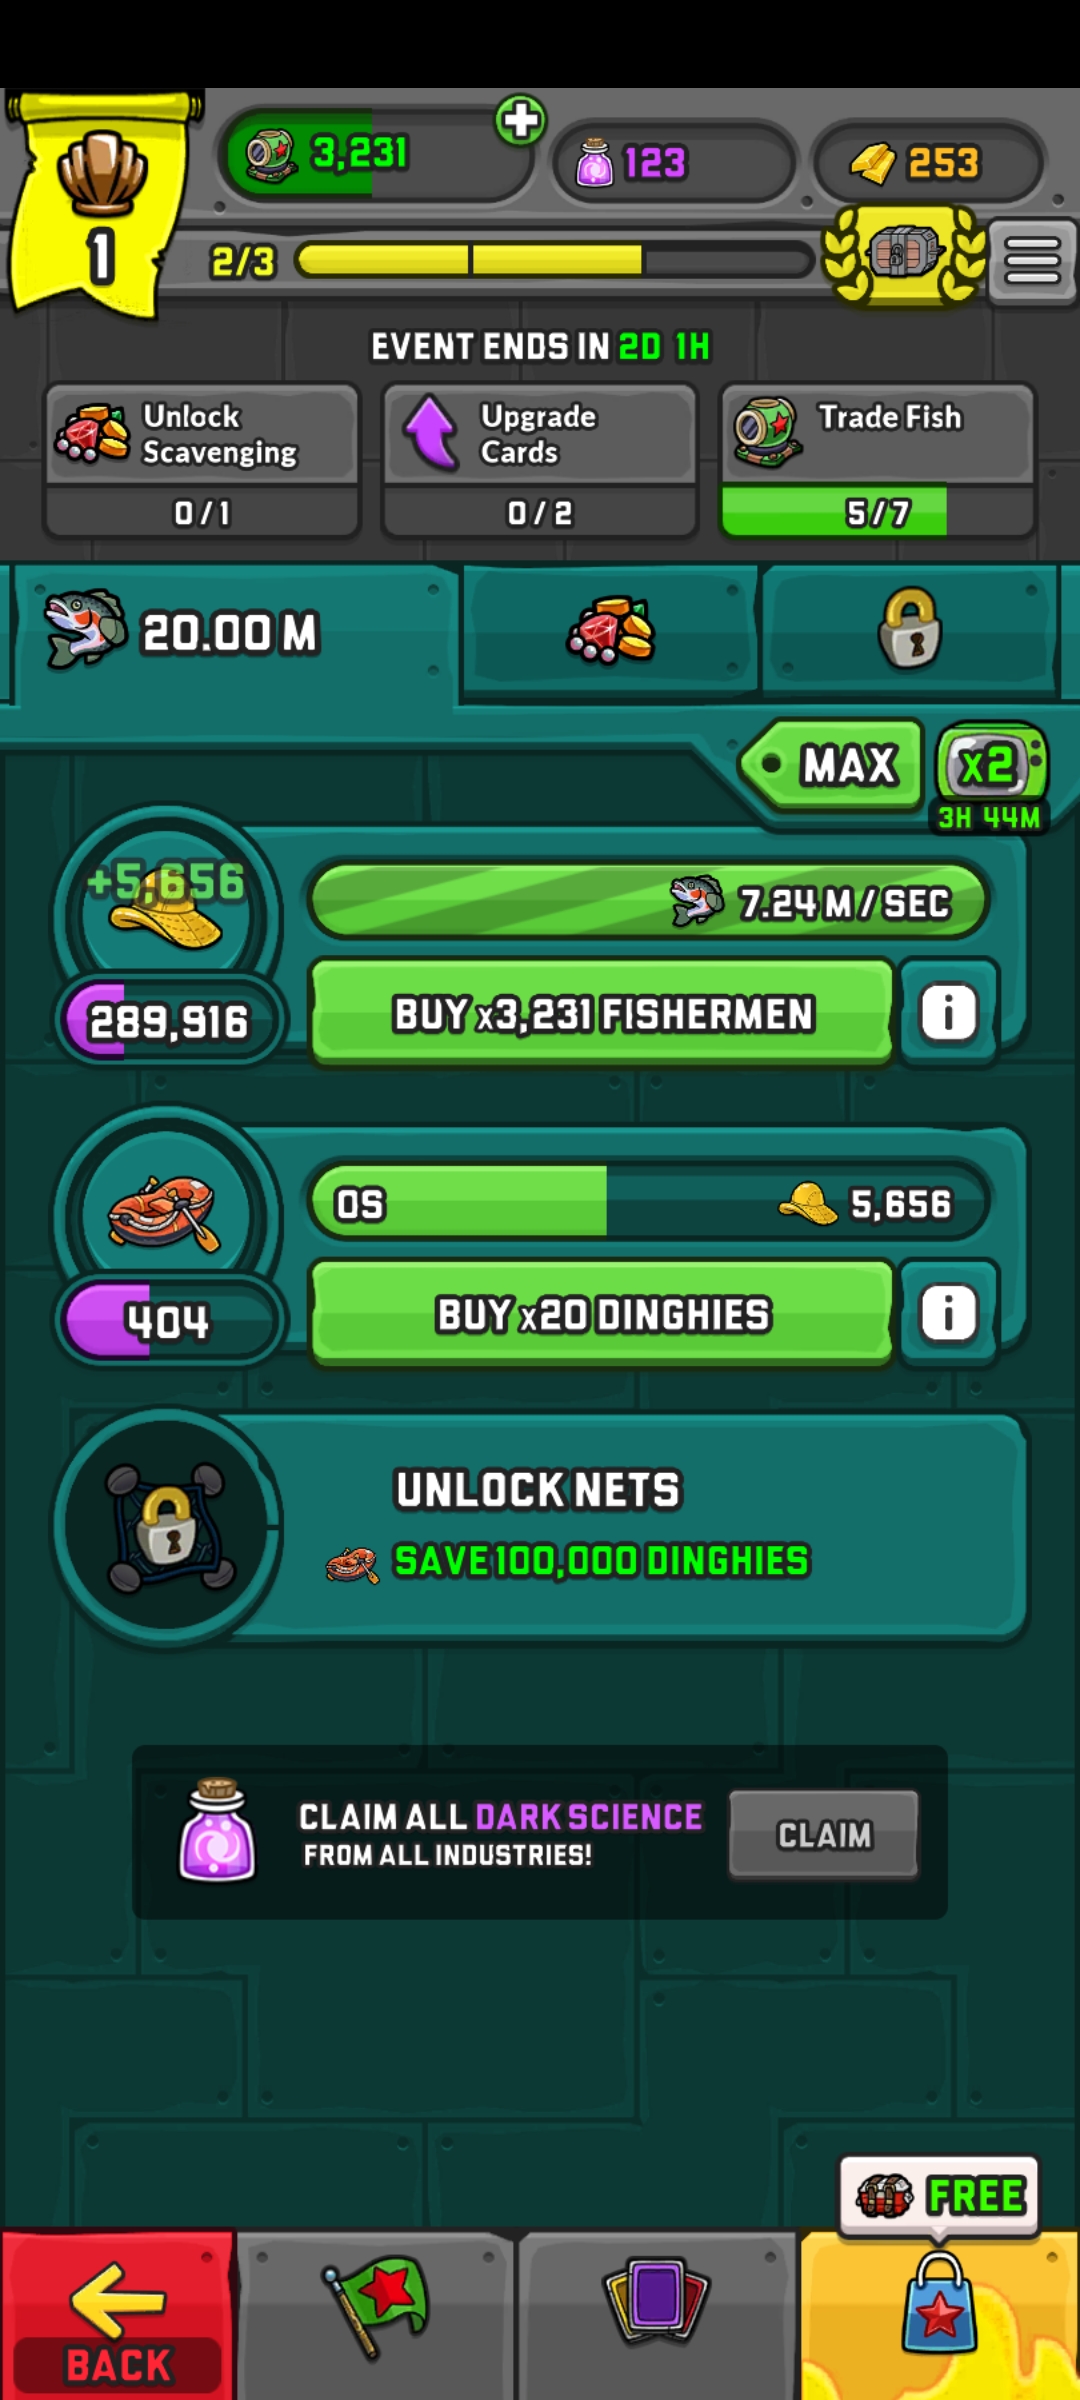 1
3,231
123
253
2/3
EVENT ENDS IN 2D 1H
Unlock
Scavenging
0/1
Upgrade
Cards
0/2
Trade Fish
5/7
20.00 M
MAX
x2
3H 44M
+5,656
7.24 M / SEC
289,916
BUY x3,231 FISHERMEN
i
0S
5,656
404
BUY x20 DINGHIES
i
UNLOCK NETS
SAVE 100,000 DINGHIES
CLAIM ALL DARK SCIENCE
FROM ALL INDUSTRIES!
CLAIM
FREE
BACK